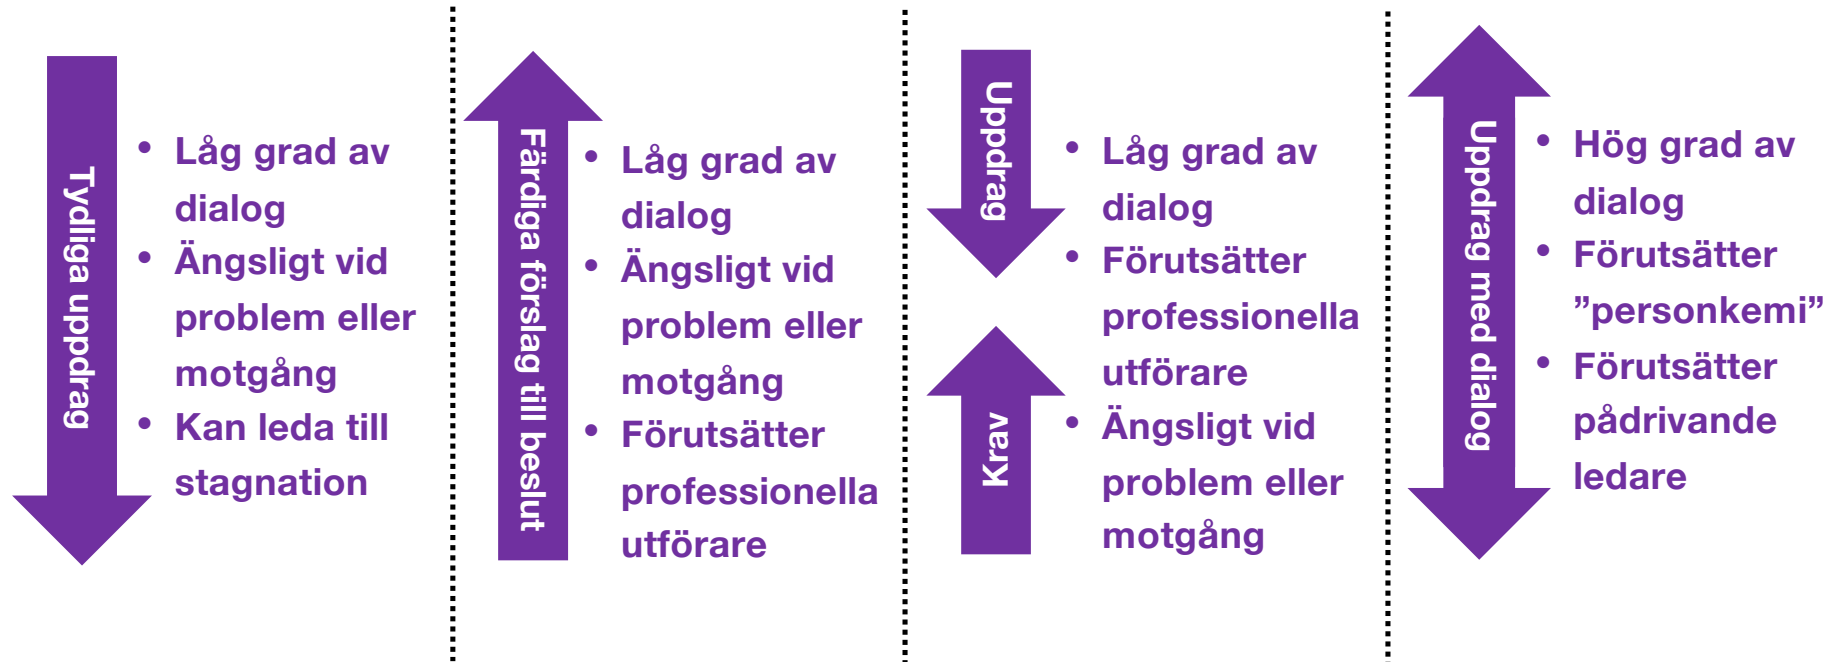 Tydliga uppdrag
• Låg grad av
dialog
• Ängsligt vid
problem eller
motgång
• Kan leda till
stagnation
Färdiga förslag till beslut
• Låg grad av
dialog
• Ängsligt vid
problem eller
motgång
• Förutsätter
professionella
utförare
Uppdrag
Krav
• Låg grad av
dialog
• Förutsätter
professionella
utförare
• Ängsligt vid
problem eller
motgång
Uppdrag med dialog
• Hög grad av
dialog
• Förutsätter
”personkemi”
• Förutsätter
pådrivande
ledare